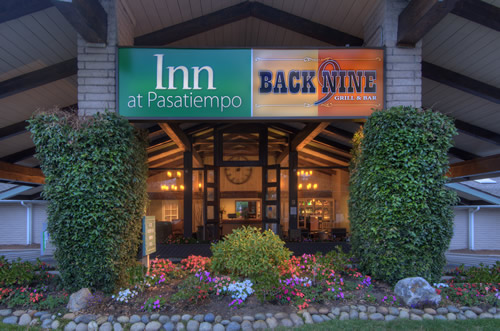 Inn
at Pasatiempo
BACK NINE
GRILL & BAR